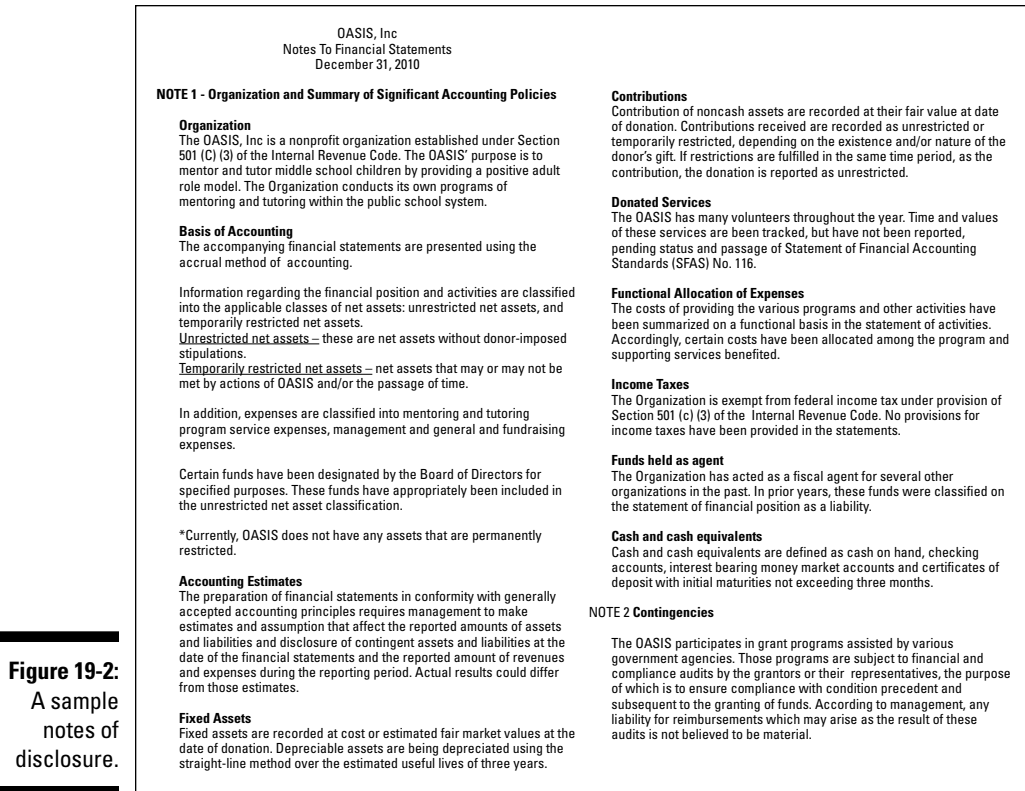 OASIS, Inc
Notes To Financial Statements
December 31, 2010
NOTE 1 - Organization and Summary of Significant Accounting Policies
Organization
The OASIS, Inc is a nonprofit organization established under Section
501 (C) (3) of the Internal Revenue Code. The OASIS' purpose is to
mentor and tutor middle school children by providing a positive adult
role model. The Organization conducts its own programs of
mentoring and tutoring within the public school system.
Basis of Accounting
The accompanying financial statements are presented using the
accrual method of accounting.
Information regarding the financial position and activities are classified
into the applicable classes of net assets: unrestricted net assets, and
temporarily restricted net assets.
Unrestricted net assets – these are net assets without donor-imposed
stipulations.
Temporarily restricted net assets – net assets that may or may not be
met by actions of OASIS and/or the passage of time.
In addition, expenses are classified into mentoring and tutoring
program service expenses, management and general and fundraising
expenses.
Certain funds have been designated by the Board of Directors for
specified purposes. These funds have appropriately been included in
the unrestricted net asset classification.
*Currently, OASIS does not have any assets that are permanently
restricted.
Accounting Estimates
The preparation of financial statements in conformity with generally
accepted accounting principles requires management to make
estimates and assumption that affect the reported amounts of assets
and liabilities and disclosure of contingent assets and liabilities at the
date of the financial statements and the reported amount of revenues
and expenses during the reporting period. Actual results could differ
from those estimates.
Fixed Assets
Fixed assets are recorded at cost or estimated fair market values at the
date of donation. Depreciable assets are being depreciated using the
straight-line method over the estimated useful lives of three years.
Contributions
Contribution of noncash assets are recorded at their fair value at date
of donation. Contributions received are recorded as unrestricted or
temporarily restricted, depending on the existence and/or nature of the
donor's gift. If restrictions are fulfilled in the same time period, as the
contribution, the donation is reported as unrestricted.
Donated Services
The OASIS has many volunteers throughout the year. Time and values
of these services are been tracked, but have not been reported,
pending status and passage of Statement of Financial Accounting
Standards (SFAS) No. 116.
Functional Allocation of Expenses
The costs of providing the various programs and other activities have
been summarized on a functional basis in the statement of activities.
Accordingly, certain costs have been allocated among the program and
supporting services benefited.
Income Taxes
The Organization is exempt from federal income tax under provision of
Section 501 (c) (3) of the Internal Revenue Code. No provisions for
income taxes have been provided in the statements.
Funds held as agent
The Organization has acted as a fiscal agent for several other
organizations in the past. In prior years, these funds were classified on
the statement of financial position as a liability.
Cash and cash equivalents
Cash and cash equivalents are defined as cash on hand, checking
accounts, interest bearing money market accounts and certificates of
deposit with initial maturities not exceeding three months.
NOTE 2 Contingencies
The OASIS participates in grant programs assisted by various
government agencies. Those programs are subject to financial and
compliance audits by the grantors or their representatives, the purpose
of which is to ensure compliance with condition precedent and
subsequent to the granting of funds. According to management, any
liability for reimbursements which may arise as the result of these
audits is not believed to be material.
Figure 19-2:
A sample
notes of
disclosure.